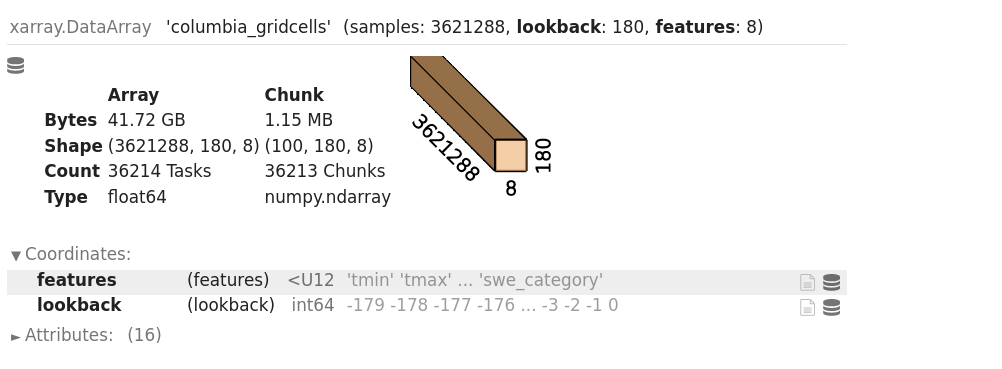 xarray.DataArray 'columbia_gridcells' (samples: 3621288, lookback: 180, features: 8)
Array Chunk
Bytes 41.72 GB 1.15 MB
Shape (3621288, 180, 8) (100, 180, 8)
Count 36214 Tasks 36213 Chunks
Type float64 numpy.ndarray
3621288
180
8
▼ Coordinates:
features (features) <U12 'tmin' 'tmax' ... 'swe_category'
lookback (lookback) int64 -179 -178 -177 -176 ... -3 -2 -1 0
► Attributes: (16)